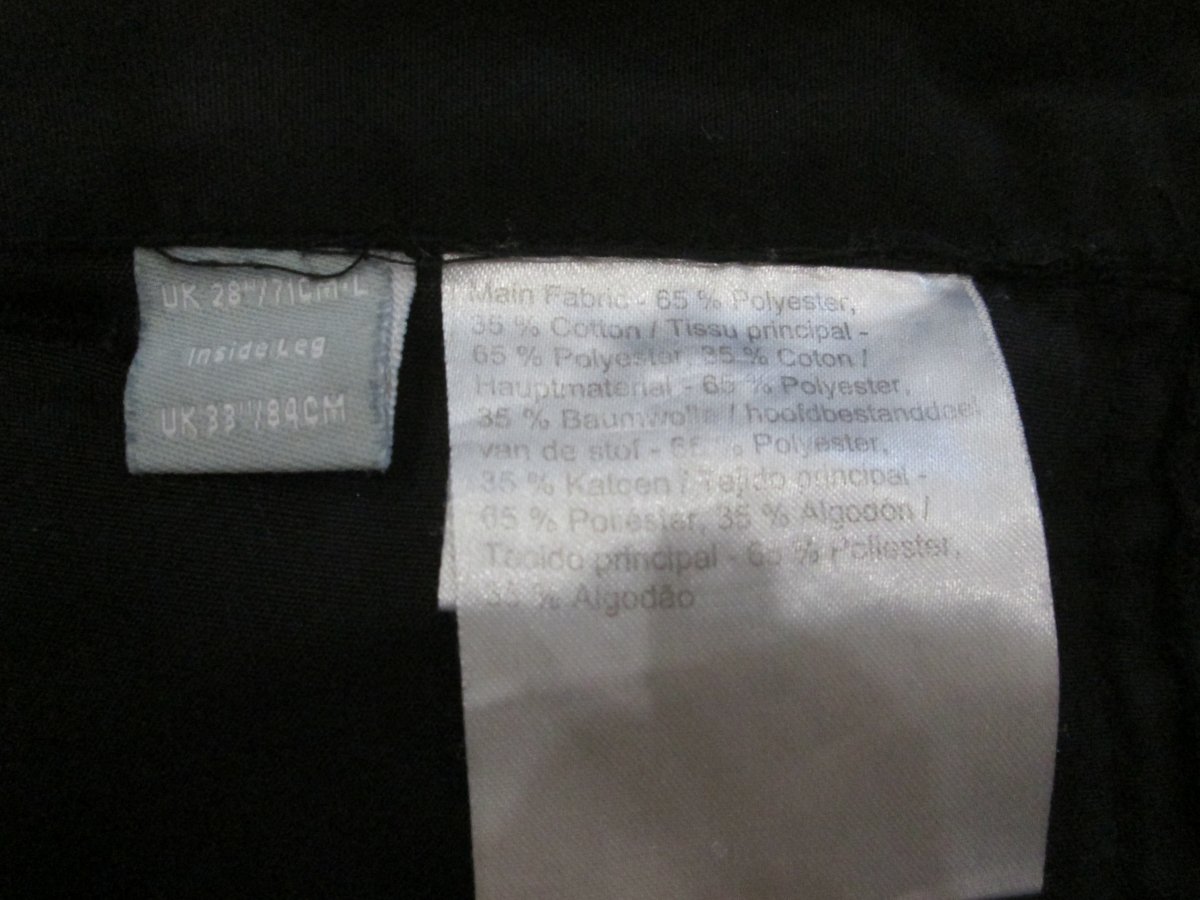 UK 28"/71CM-L
Inside Leg
UK 33"/84CM
Main Fabric - 65 % Polyester,
35 % Cotton / Tissu principal -
65 % Polyester, 35 % Coton /
Hauptmaterial - 65 % Polyester,
35 % Baumwolle / hoofdbestanddeel
van de stof - 65 % Polyester,
35 % Katoen / Tejido principal -
65 % Poliéster, 35 % Algodón /
Tecido principal - 65 % Poliester,
35 % Algodão